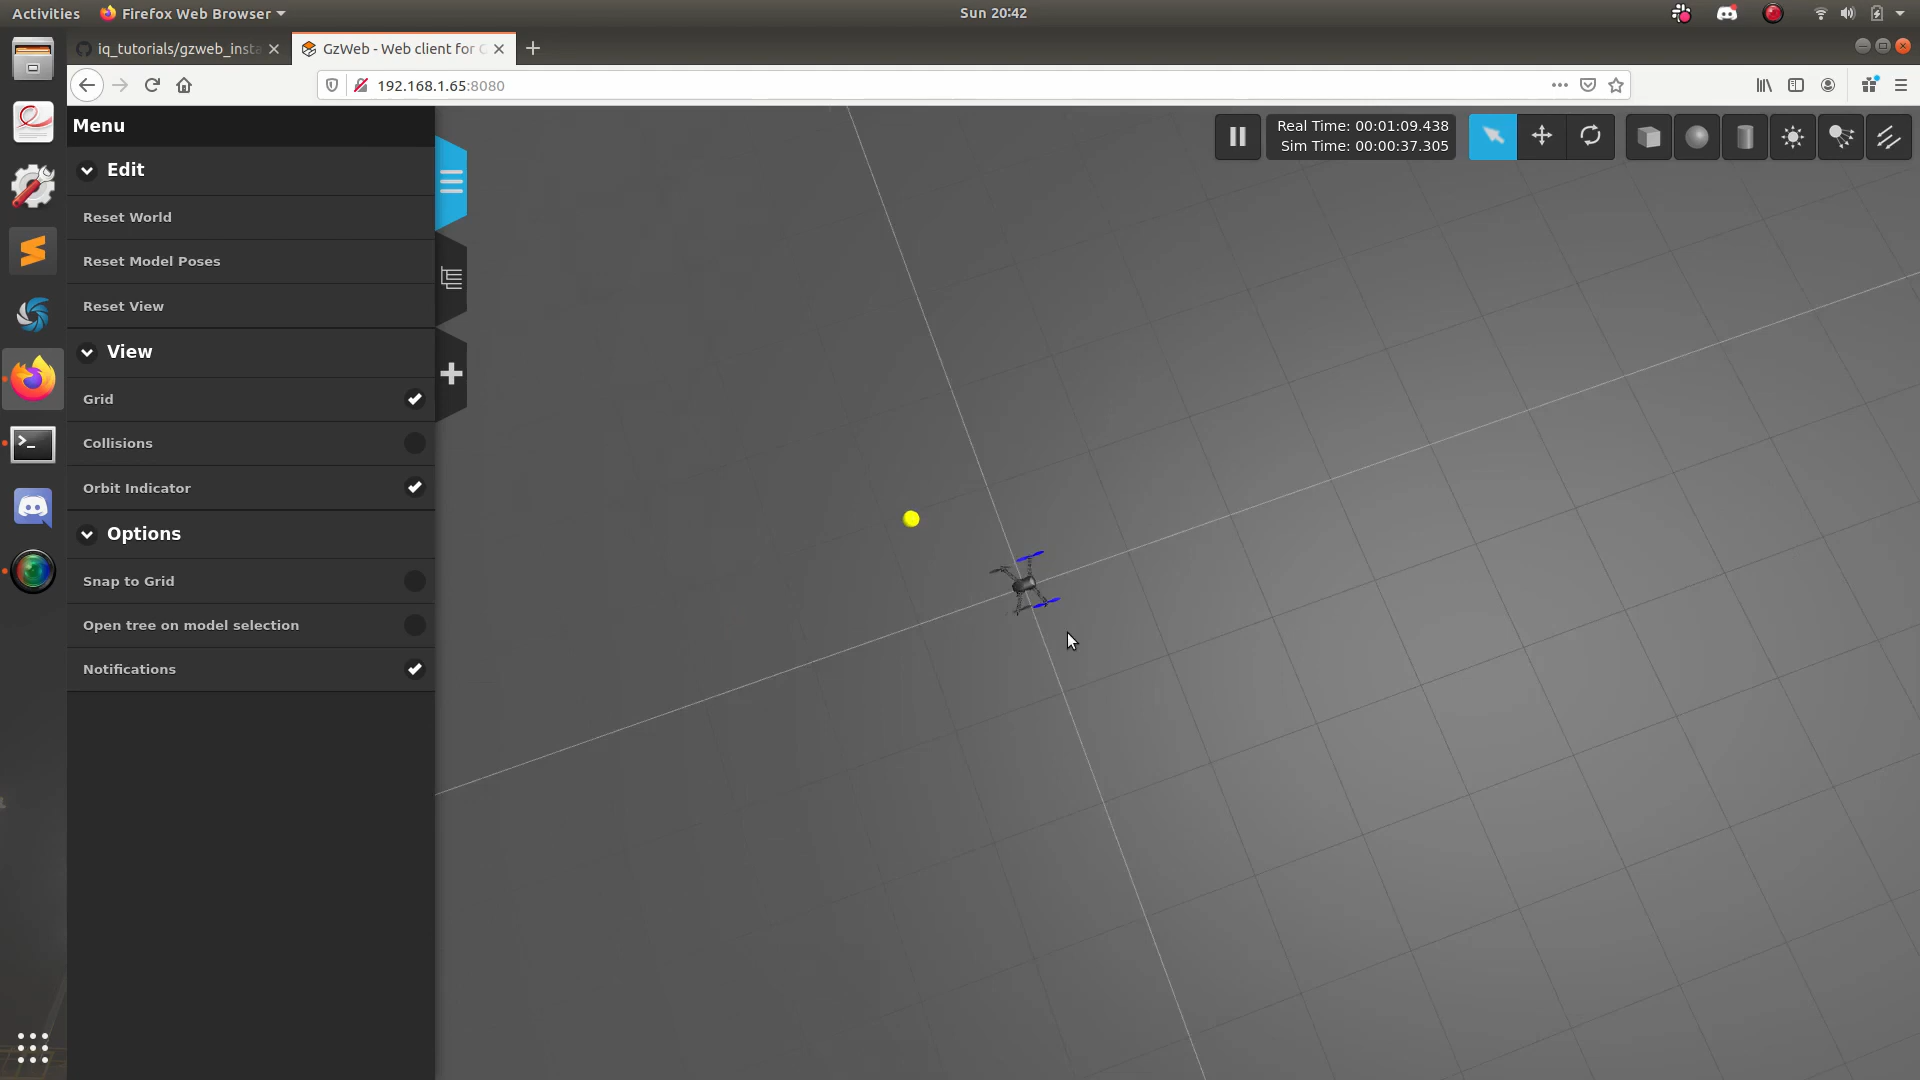 Activities
Firefox Web Browser
Sun 20:42
iq_tutorials/gzweb_insta
GzWeb - Web client for G
192.168.1.65:8080
Menu
Real Time: 00:01:09.438
Sim Time: 00:00:37.305
Edit
Reset World
Reset Model Poses
Reset View
View
Grid
Collisions
Orbit Indicator
Options
Snap to Grid
Open tree on model selection
Notifications